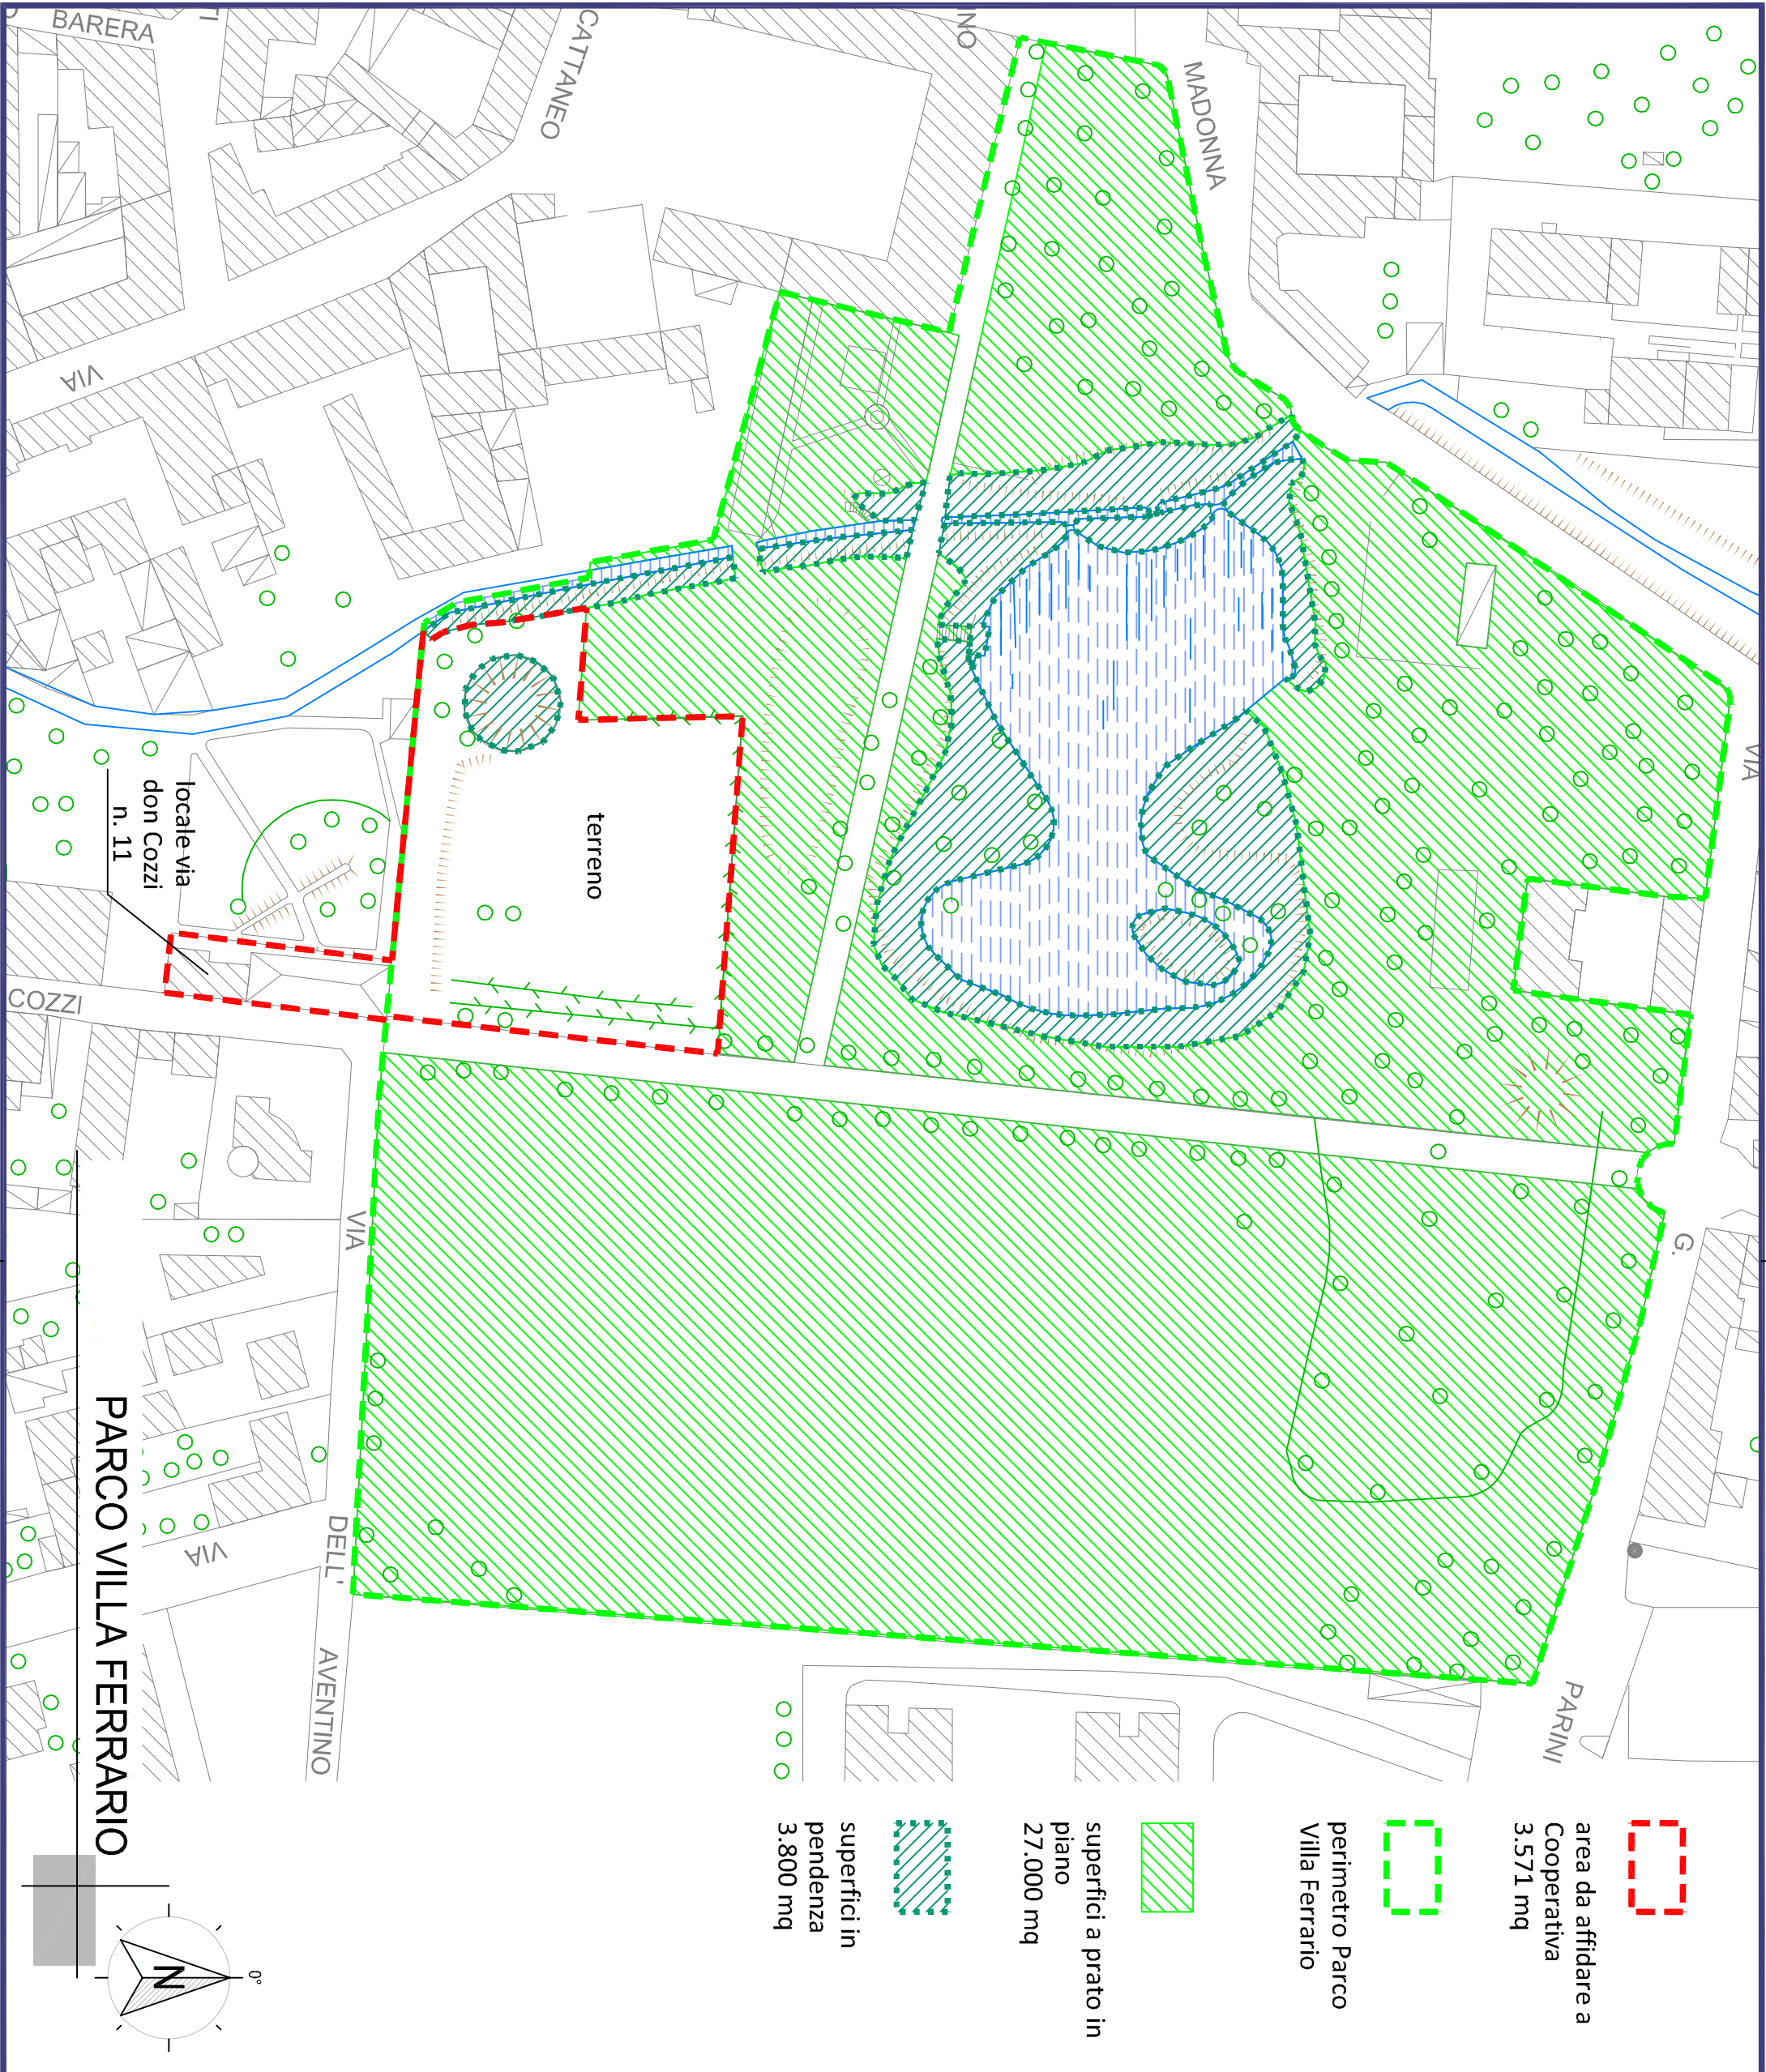 BARERA
TI
CATTANEO
INO
MADONNA
VIA
VIA
terreno
locale via
don Cozzi
n. 11
COZZI
VIA
G.
VIA
DELL'
AVENTINO
PARINI
PARCO VILLA FERRARIO
area da affidare a
Cooperativa
3.571 mq
perimetro Parco
Villa Ferrario
superfici a prato in
piano
27.000 mq
superfici in
pendenza
3.800 mq
N
0°